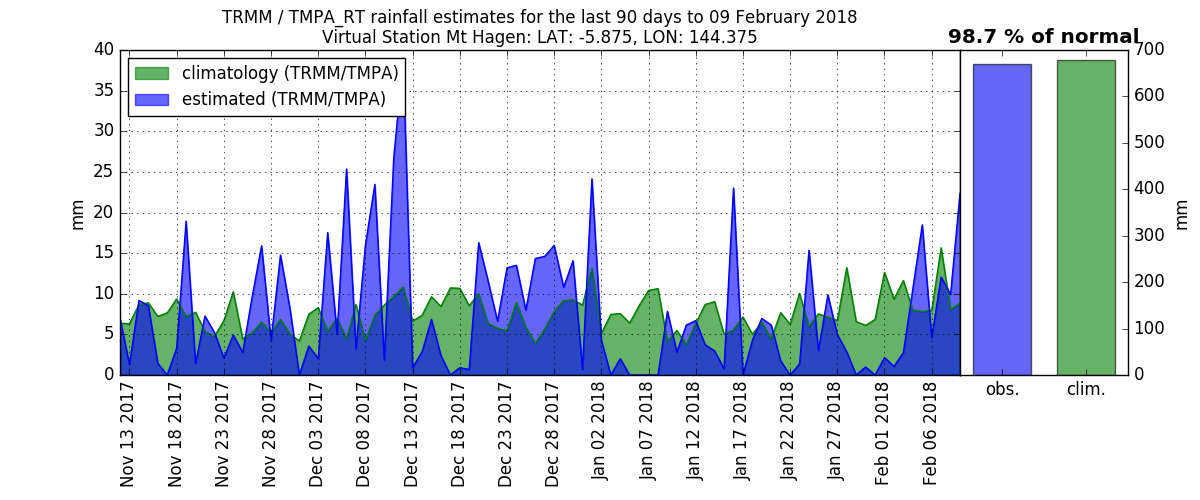 TRMM / TMPA_RT rainfall estimates for the last 90 days to 09 February 2018
Virtual Station Mt Hagen: LAT: -5.875, LON: 144.375
98.7 % of normal
climatology (TRMM/TMPA)
estimated (TRMM/TMPA)
40
35
30
25
20
15
10
5
0
mm
Nov 13 2017
Nov 18 2017
Nov 23 2017
Nov 28 2017
Dec 03 2017
Dec 08 2017
Dec 13 2017
Dec 18 2017
Dec 23 2017
Dec 28 2017
Jan 02 2018
Jan 07 2018
Jan 12 2018
Jan 17 2018
Jan 22 2018
Jan 27 2018
Feb 01 2018
Feb 06 2018
700
600
500
400
300
200
100
0
mm
obs.
clim.